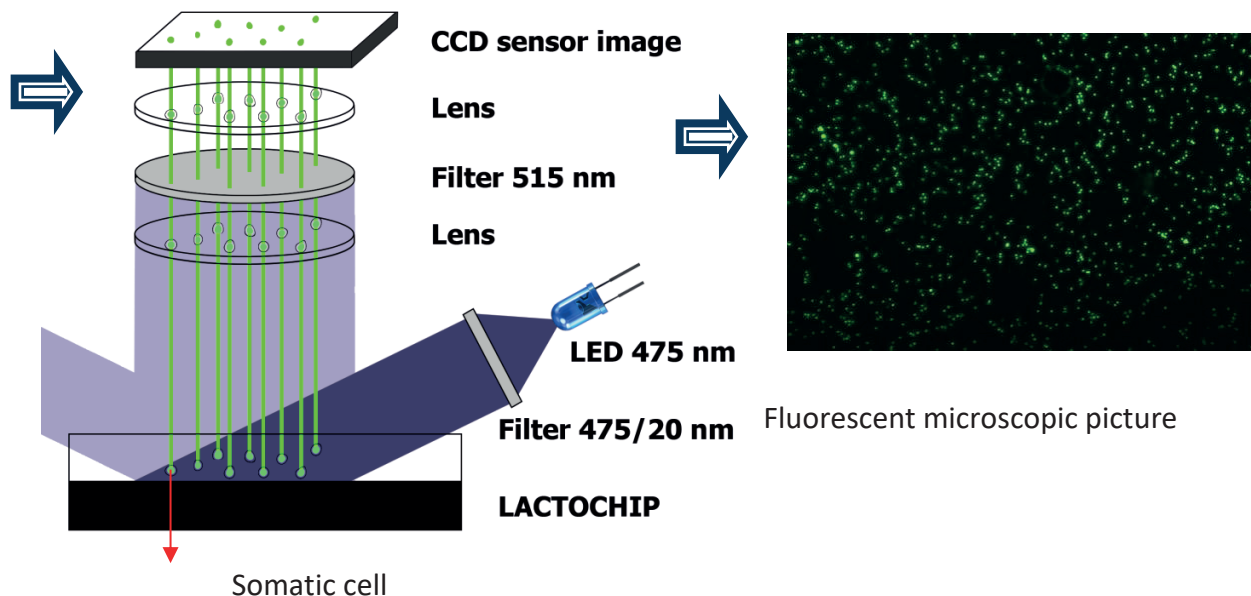 CCD sensor image
Lens
Filter 515 nm
Lens
LED 475 nm
Filter 475/20 nm
Fluorescent microscopic picture
LACTOCHIP
Somatic cell